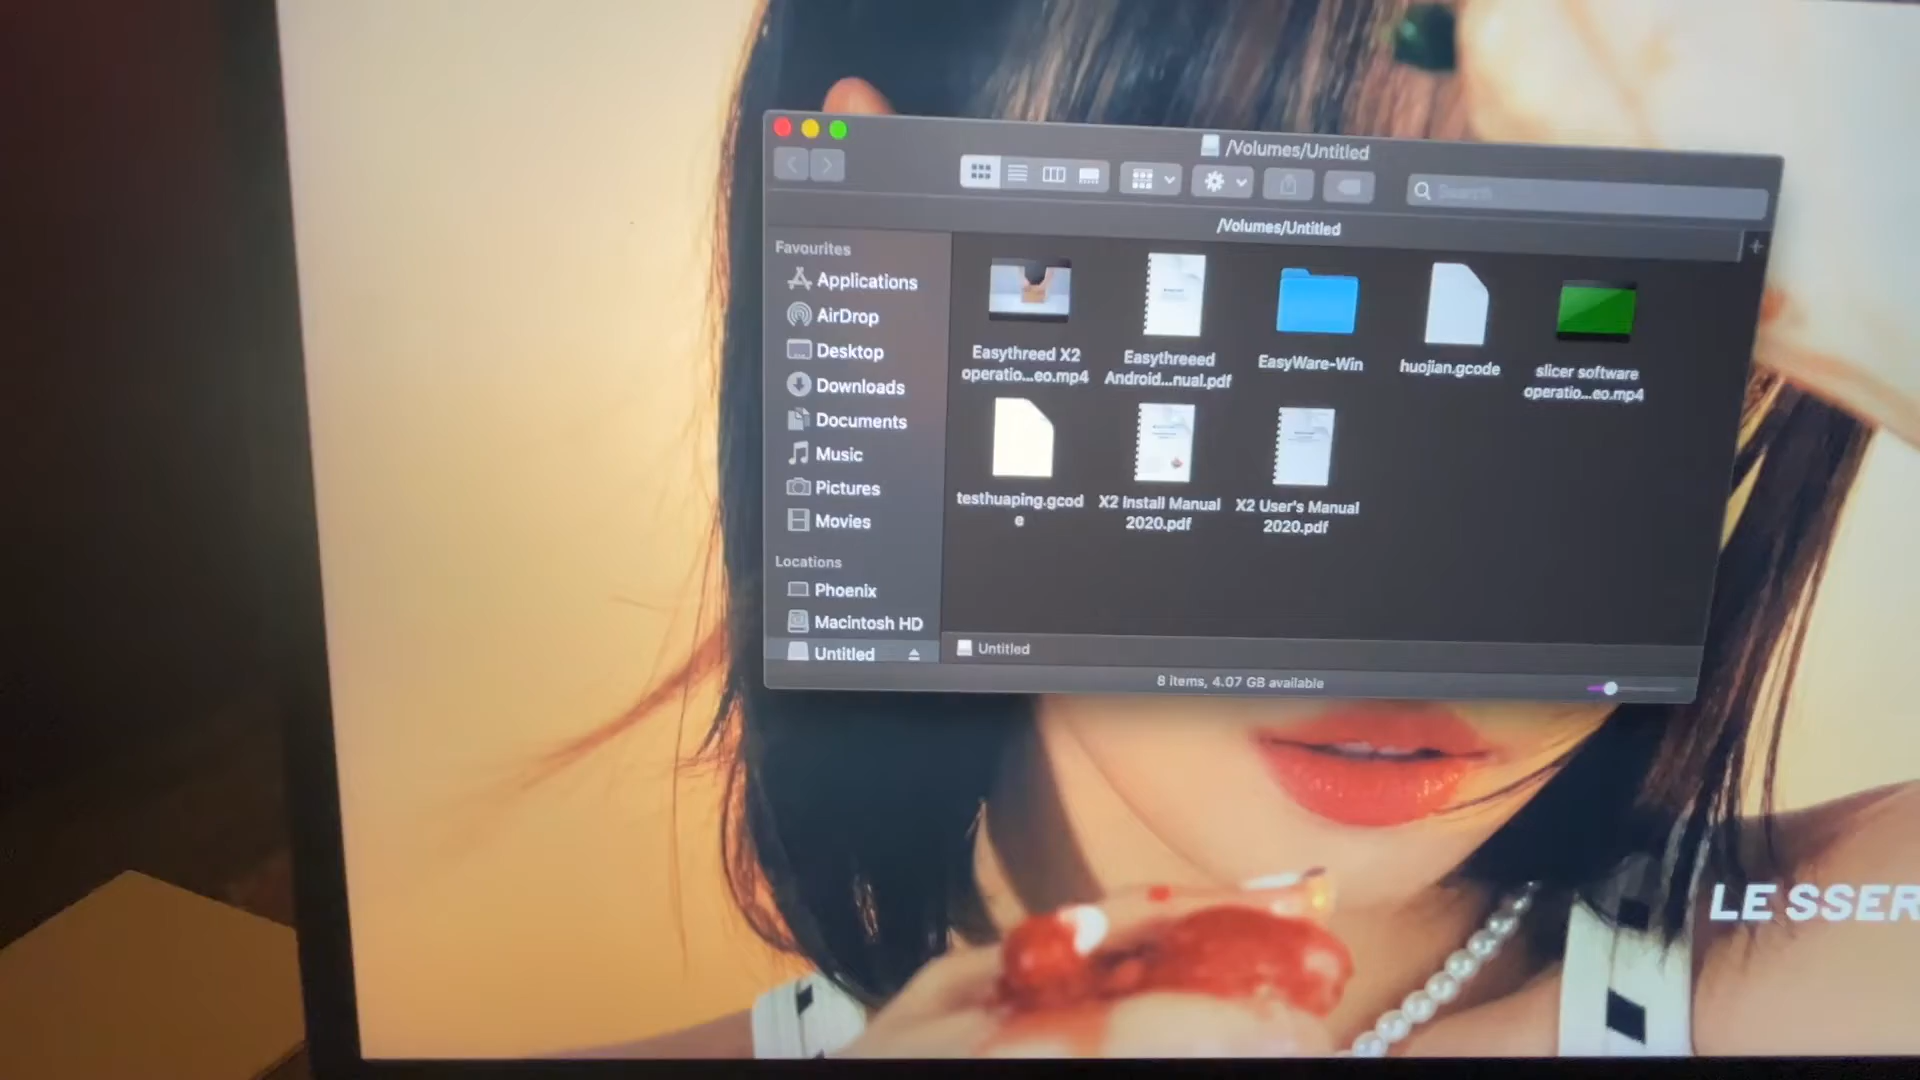 /Volumes/Untitled
Search
/Volumes/Untitled
Favourites
Applications
AirDrop
Desktop
Downloads
Documents
Music
Pictures
Movies
Locations
Phoenix
Macintosh HD
Untitled
Easythreed X2
operatio...eo.mp4
Easythreeed
Android...nual.pdf
EasyWare-Win
huojian.gcode
slicer software
operatio...eo.mp4
testhuaping.gcod
e
X2 Install Manual
2020.pdf
X2 User's Manual
2020.pdf
Untitled
8 items, 4.07 GB available
LE SSER